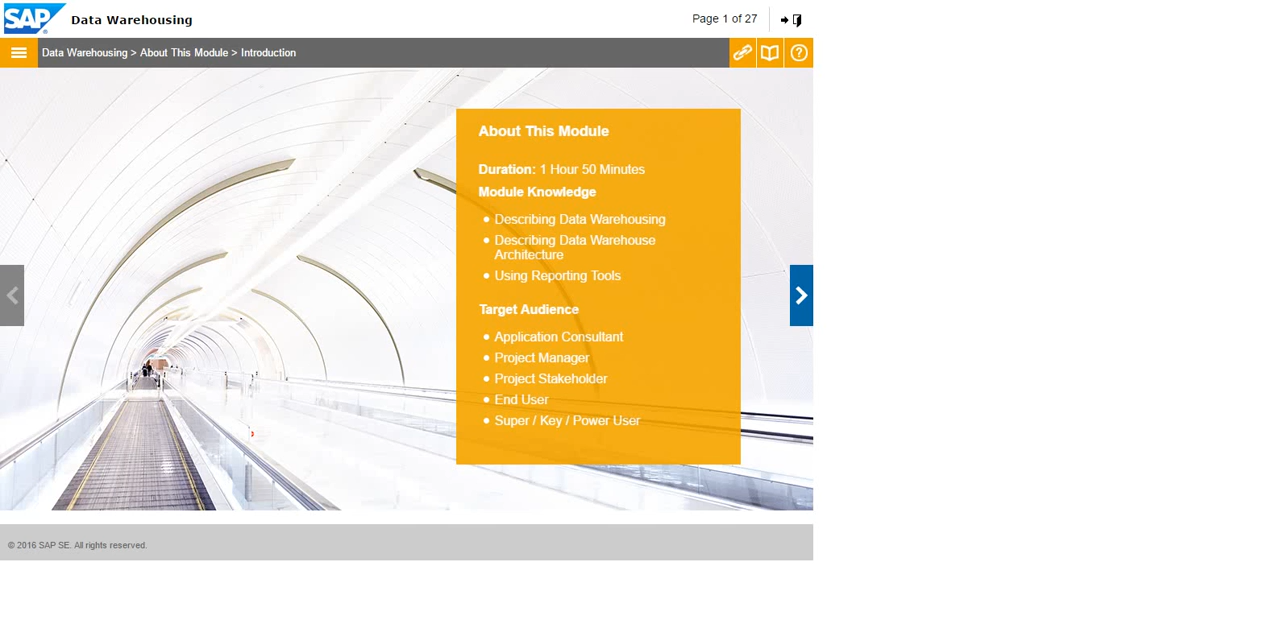 SAP
Data Warehousing
Page 1 of 27
Data Warehousing > About This Module > Introduction
About This Module
Duration: 1 Hour 50 Minutes
Module Knowledge
Describing Data Warehousing
Describing Data Warehouse
Architecture
Using Reporting Tools
Target Audience
Application Consultant
Project Manager
Project Stakeholder
End User
Super / Key / Power User
© 2016 SAP SE. All rights reserved.